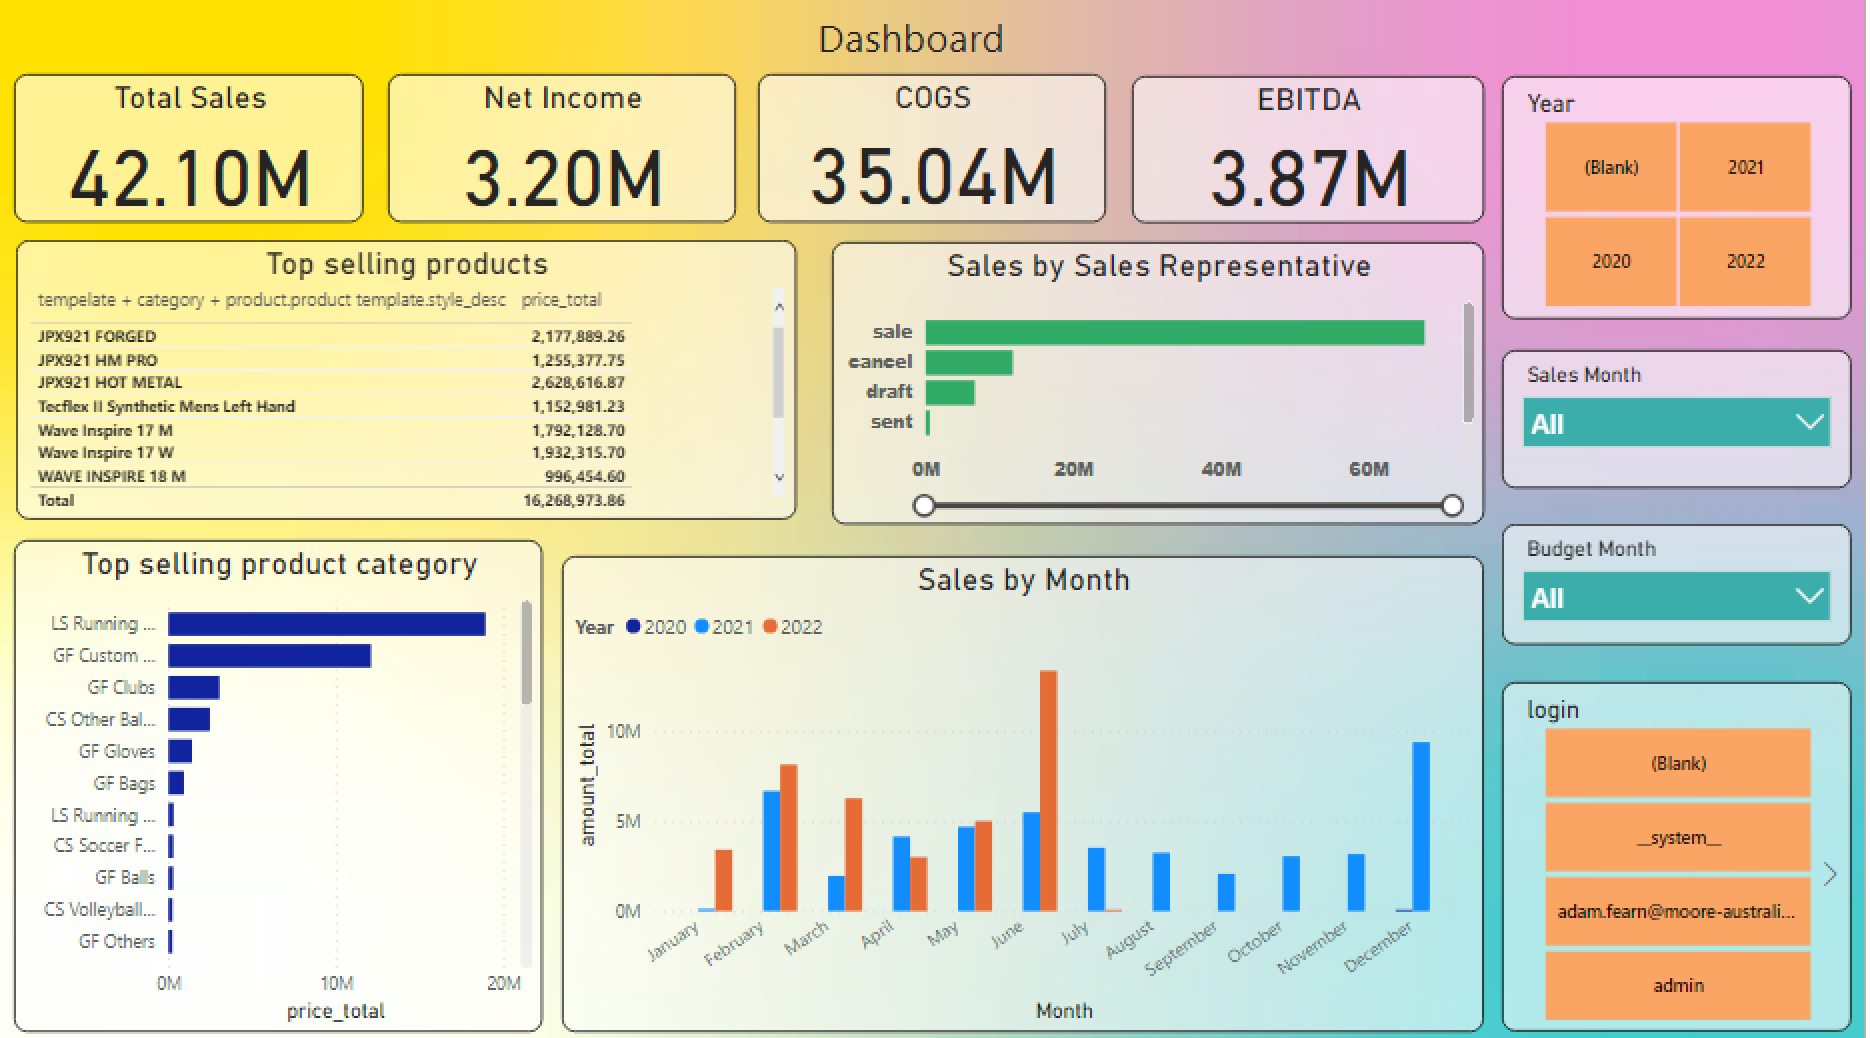 Dashboard
Total Sales
42.10M
Net Income
3.20M
COGS
35.04M
EBITDA
3.87M
Year
(Blank)
2021
2020
2022
Top selling products
tempelate + category + product.product template.style_desc price_total
JPX921 FORGED 2,177,889.26
JPX921 HM PRO 1,255,377.75
JPX921 HOT METAL 2,628,616.87
Tecflex II Synthetic Mens Left Hand 1,152,981.23
Wave Inspire 17 M 1,792,128.70
Wave Inspire 17 W 1,932,315.70
WAVE INSPIRE 18 M 996,454.60
Total 16,268,973.86
Sales by Sales Representative
sale
cancel
draft
sent
0M 20M 40M 60M
Sales Month
All
Budget Month
All
Top selling product category
LS Running ...
GF Custom ...
GF Clubs
CS Other Bal...
GF Gloves
GF Bags
LS Running ...
CS Soccer F...
GF Balls
CS Volleyball...
GF Others
0M 10M 20M
price_total
Sales by Month
Year 2020 2021 2022
amount_total
10M
5M
0M
January February March April May June July August September October November December
Month
login
(Blank)
__system__
adam.fearn@moore-australi...
admin